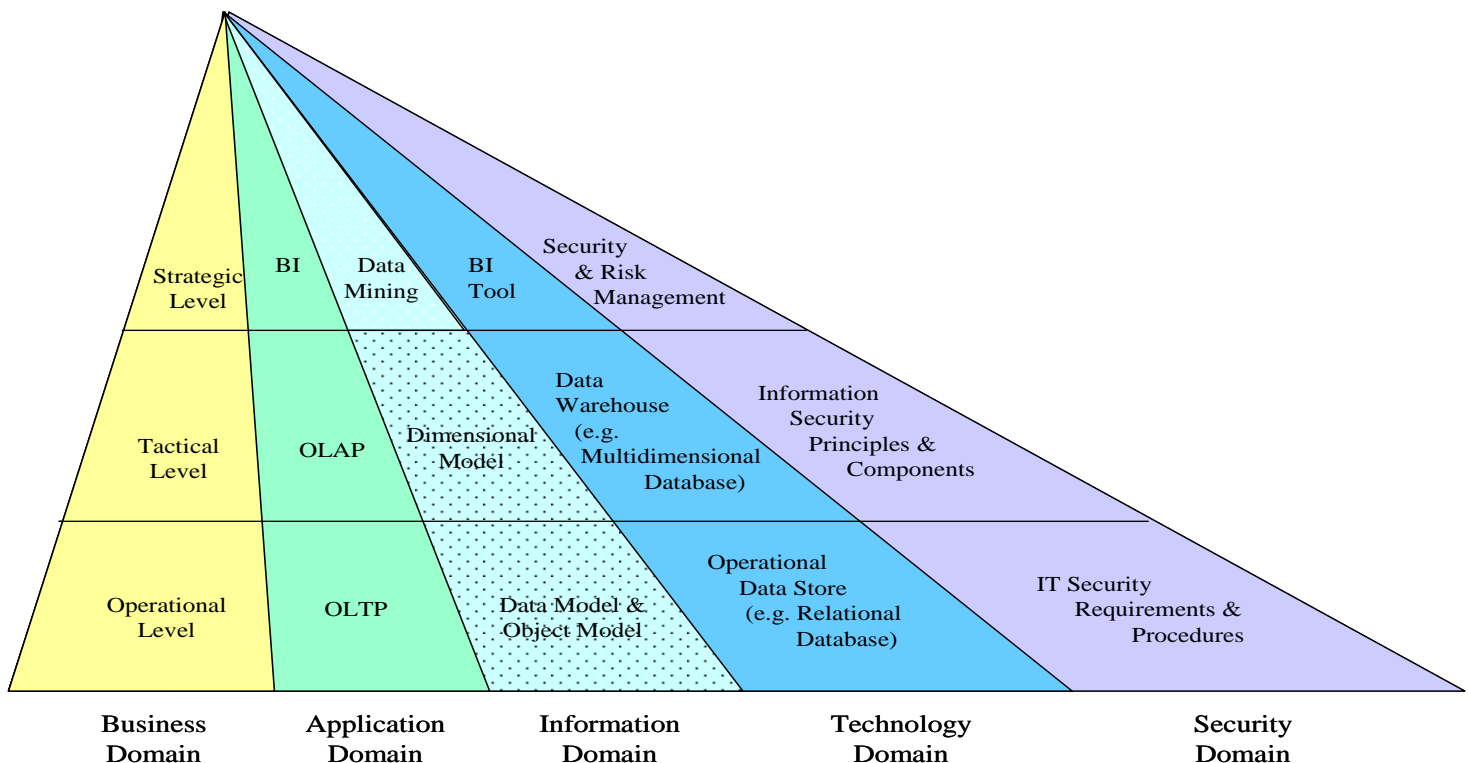 Strategic
Level
BI
Data
Mining
BI
Tool
Security
& Risk
Management
Tactical
Level
OLAP
Dimensional
Model
Data
Warehouse
(e.g.
Multidimensional
Database)
Information
Security
Principles &
Components
Operational
Level
OLTP
Data Model &
Object Model
Operational
Data Store
(e.g. Relational
Database)
IT Security
Requirements &
Procedures
Business
Domain
Application
Domain
Information
Domain
Technology
Domain
Security
Domain